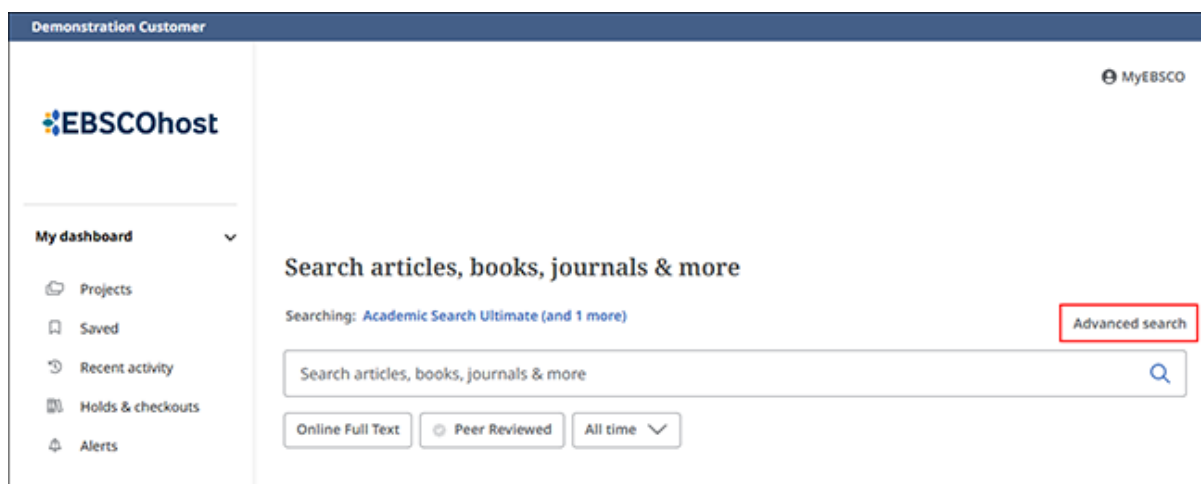 Demonstration Customer
MyEBSCO
EBSCOhost
My dashboard
Projects
Saved
Recent activity
Holds & checkouts
Alerts
Search articles, books, journals & more
Searching: Academic Search Ultimate (and 1 more)
Advanced search
Search articles, books, journals & more
Online Full Text
Peer Reviewed
All time